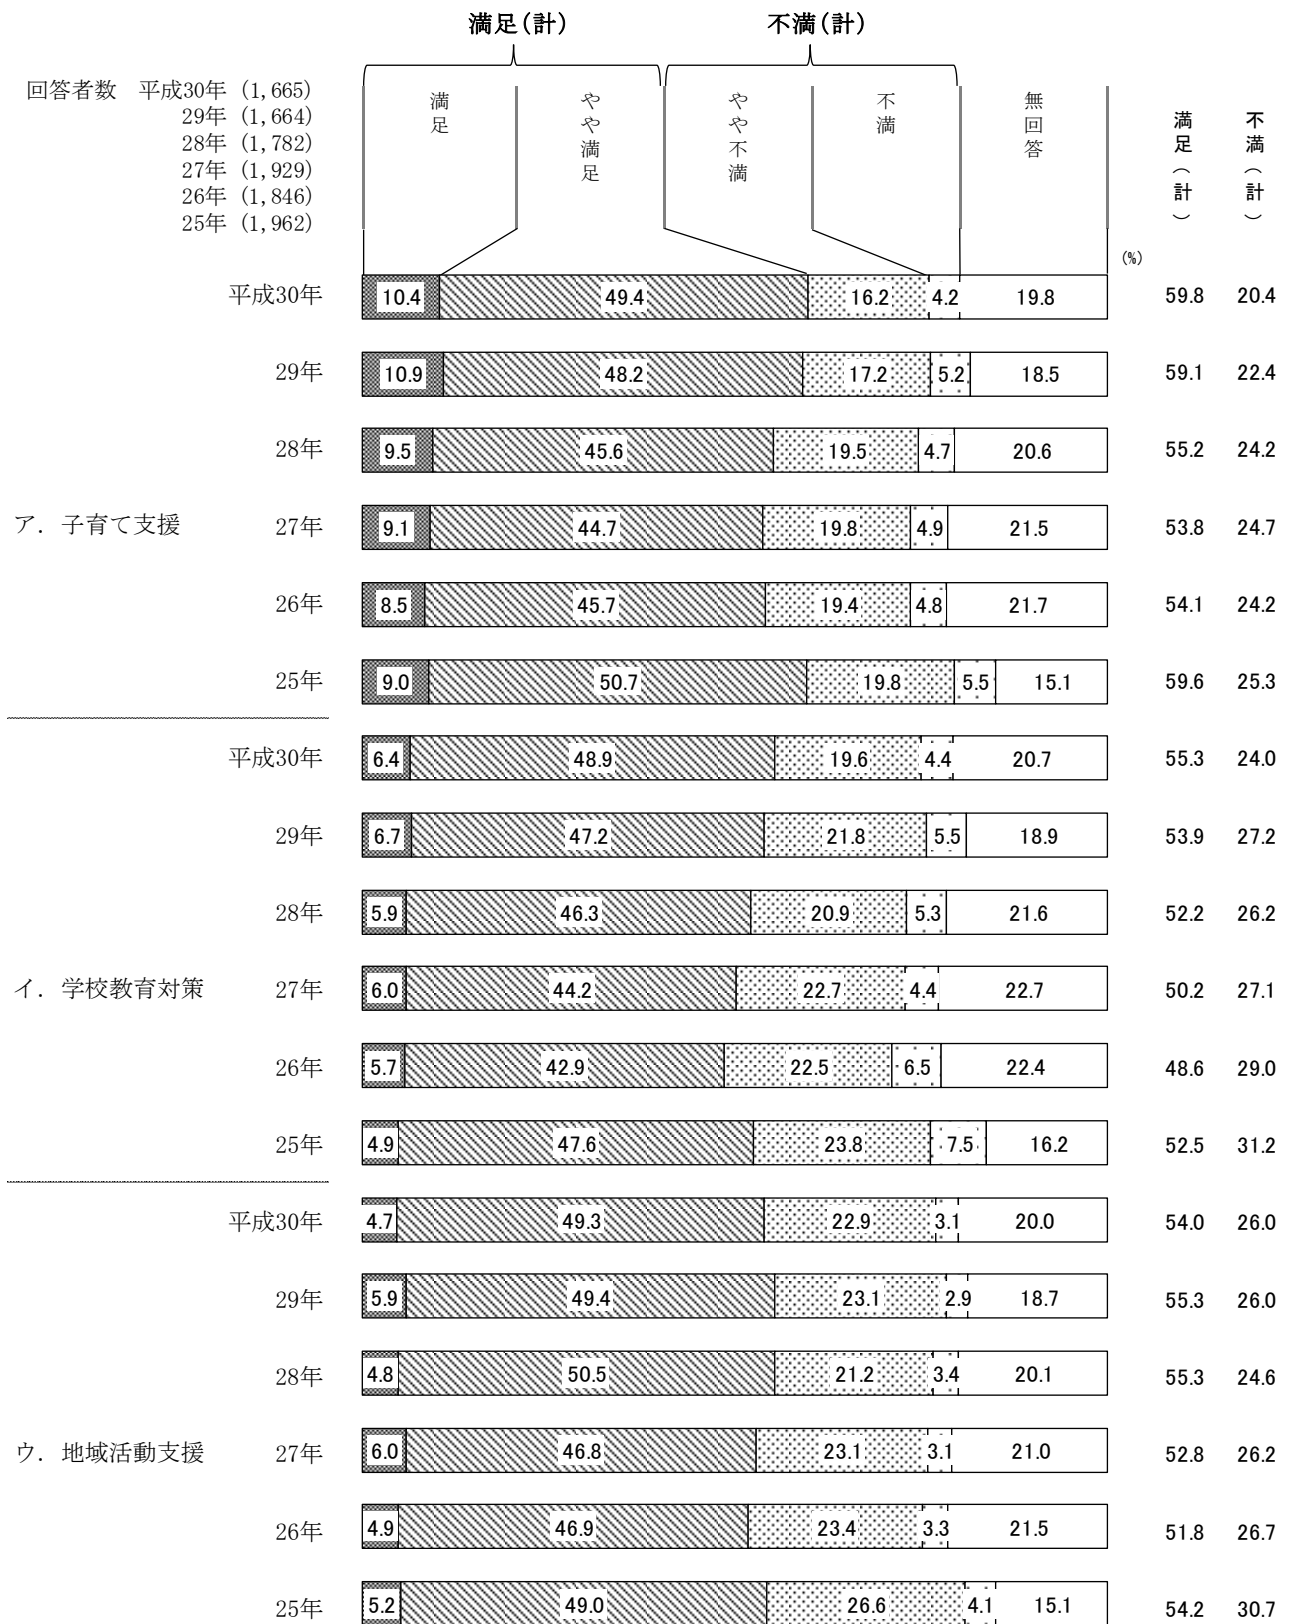 満足（計） 不満（計）
回答者数 平成30年 (1,665)
29年 (1,664)
28年 (1,782)
27年 (1,929)
26年 (1,846)
25年 (1,962)
満足 やや満足 やや不満 不満 無回答 満足（計） 不満（計）
(%)
平成30年 10.4 49.4 16.2 4.2 19.8 59.8 20.4
29年 10.9 48.2 17.2 5.2 18.5 59.1 22.4
28年 9.5 45.6 19.5 4.7 20.6 55.2 24.2
ア．子育て支援 27年 9.1 44.7 19.8 4.9 21.5 53.8 24.7
26年 8.5 45.7 19.4 4.8 21.7 54.1 24.2
25年 9.0 50.7 19.8 5.5 15.1 59.6 25.3
平成30年 6.4 48.9 19.6 4.4 20.7 55.3 24.0
29年 6.7 47.2 21.8 5.5 18.9 53.9 27.2
28年 5.9 46.3 20.9 5.3 21.6 52.2 26.2
イ．学校教育対策 27年 6.0 44.2 22.7 4.4 22.7 50.2 27.1
26年 5.7 42.9 22.5 6.5 22.4 48.6 29.0
25年 4.9 47.6 23.8 7.5 16.2 52.5 31.2
平成30年 4.7 49.3 22.9 3.1 20.0 54.0 26.0
29年 5.9 49.4 23.1 2.9 18.7 55.3 26.0
28年 4.8 50.5 21.2 3.4 20.1 55.3 24.6
ウ．地域活動支援 27年 6.0 46.8 23.1 3.1 21.0 52.8 26.2
26年 4.9 46.9 23.4 3.3 21.5 51.8 26.7
25年 5.2 49.0 26.6 4.1 15.1 54.2 30.7